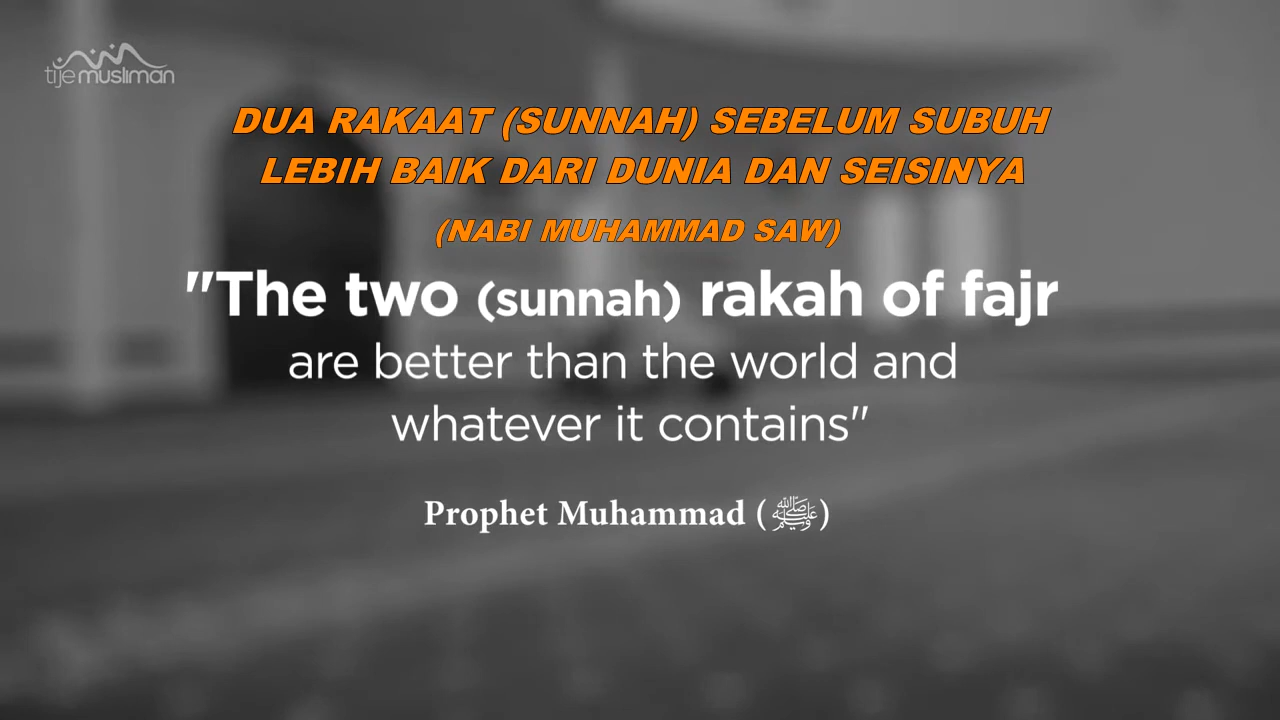 tijemusliman
DUA RAKAAT (SUNNAH) SEBELUM SUBUH
LEBIH BAIK DARI DUNIA DAN SEISINYA
(NABI MUHAMMAD SAW)
"The two (sunnah) rakah of fajr
are better than the world and
whatever it contains"
Prophet Muhammad (ﷺ)